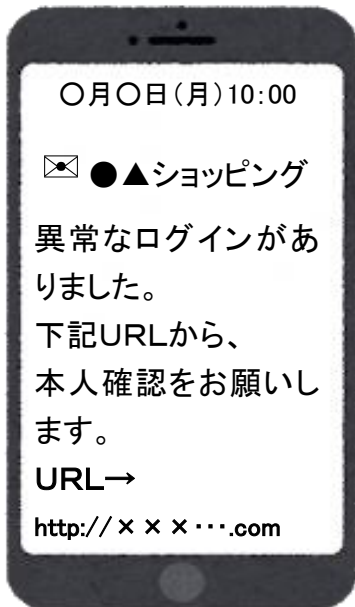 〇月〇日(月)10:00
●▲ショッピング
異常なログインがあ
りました。
下記URLから、
本人確認をお願いし
ます。
URL→
http://×××・・・.com